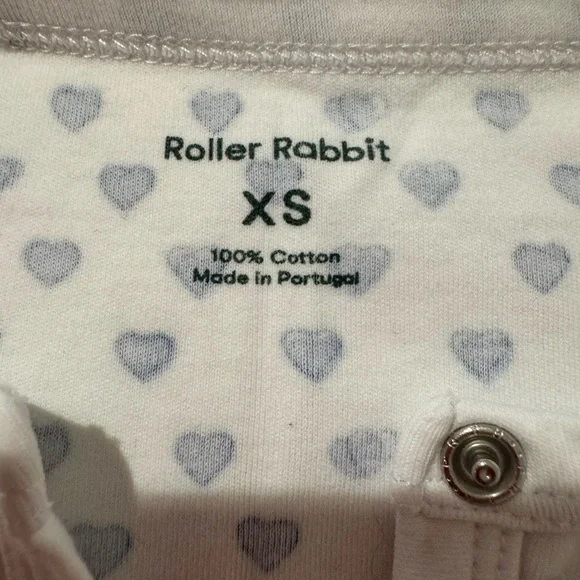 Roller Rabbit
XS
100% Cotton
Made in Portugal